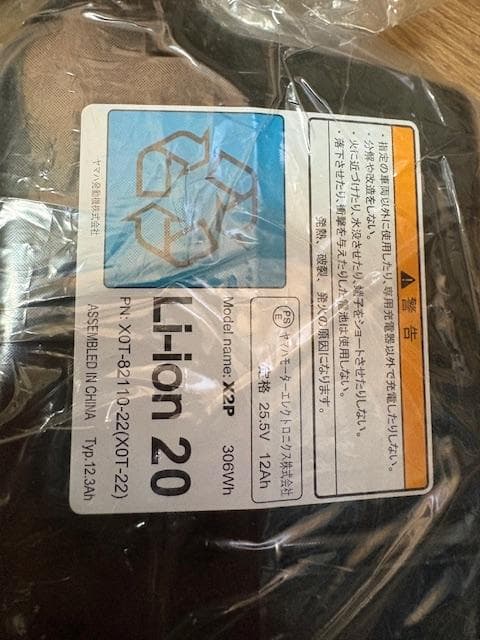 ⚠ 警告
・指定の車両以外に使用したり、専用充電器以外で充電したりしない。
・分解や改造をしない。
・火に近づけたり、水没させたり、端子をショートさせたりしない。
・落下させたり、衝撃を与えたりした電池は使用しない。
発熱、破裂、発火の原因になります。
PS
E
ヤマハモーターエレクトロニクス株式会社
定格 25.5V 12Ah
Model name: X2P 306Wh
Li-ion 20
PN: X0T-82110-22(X0T-22)
ASSEMBLED IN CHINA Typ.12.3Ah
ヤマハ発動機株式会社